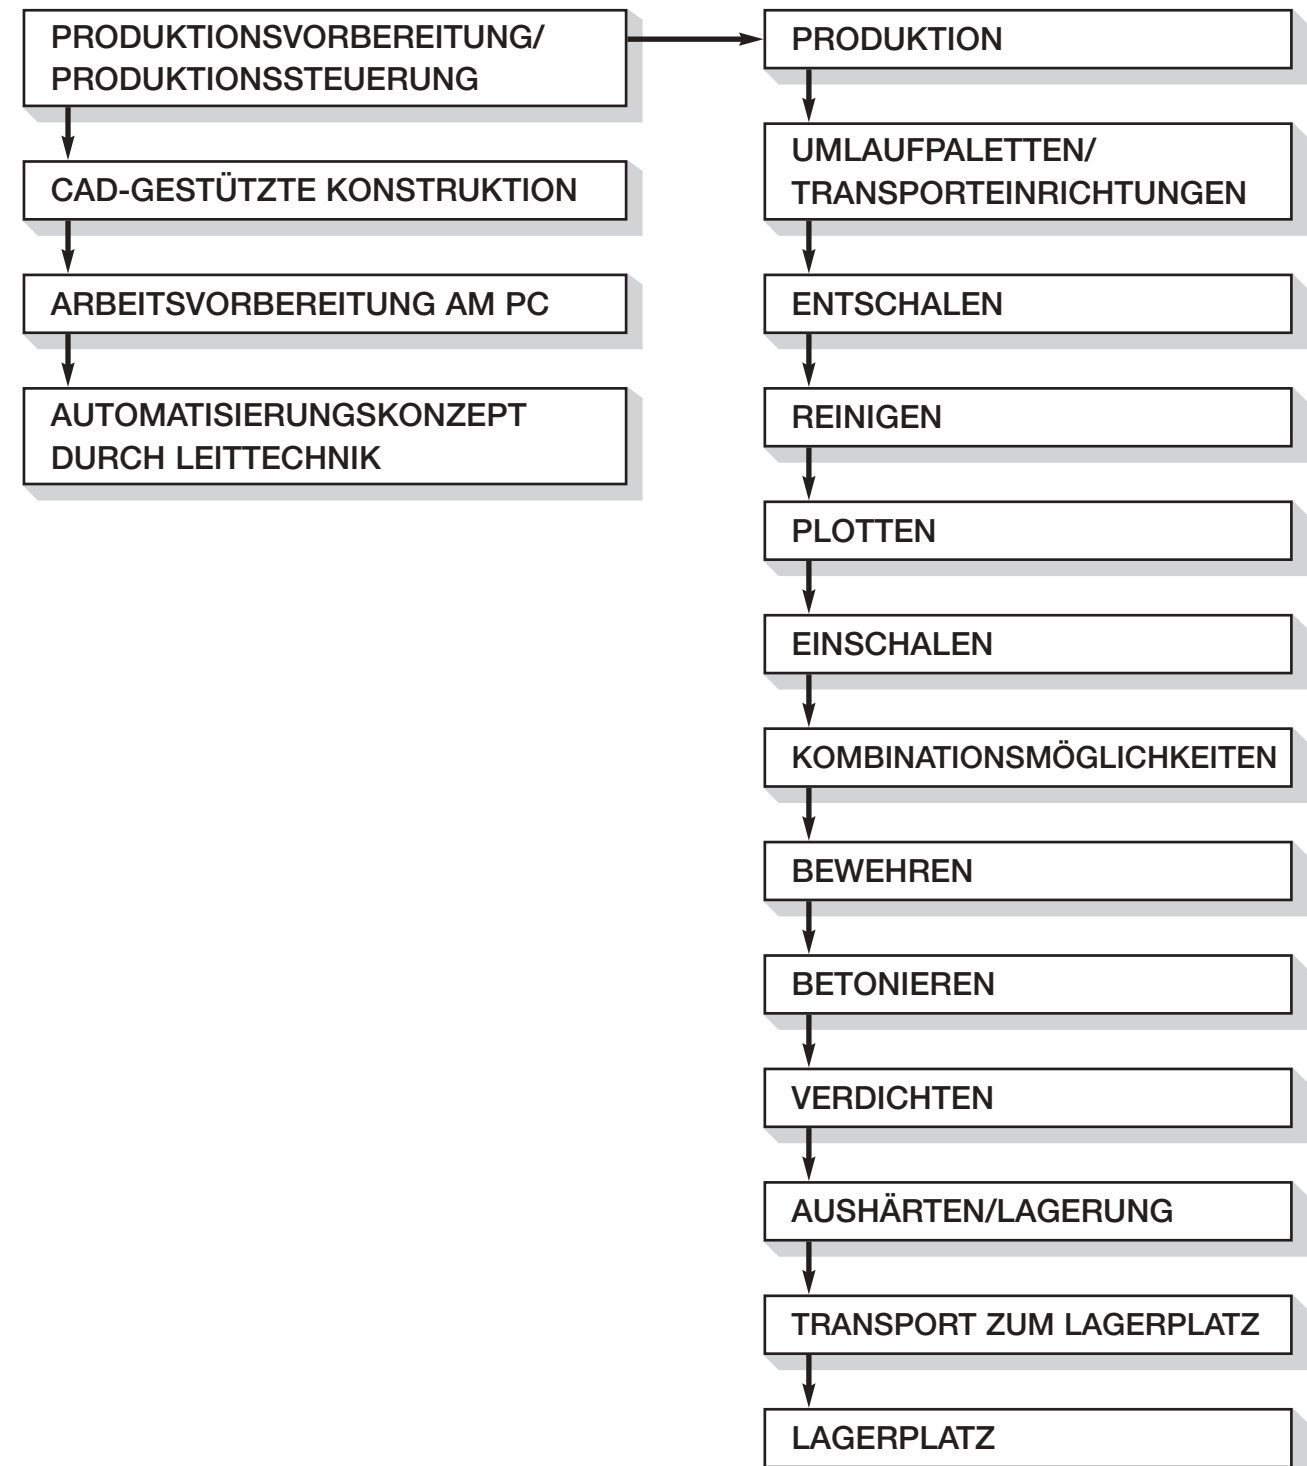 PRODUKTIONSVORBEREITUNG/
PRODUKTIONSSTEUERUNG
CAD-GESTÜTZTE KONSTRUKTION
ARBEITSVORBEREITUNG AM PC
AUTOMATISIERUNGSKONZEPT
DURCH LEITTECHNIK
PRODUKTION
UMLAUFPALETTEN/
TRANSPORTEINRICHTUNGEN
ENTSCHALEN
REINIGEN
PLOTTEN
EINSCHALEN
KOMBINATIONSMÖGLICHKEITEN
BEWEHREN
BETONIEREN
VERDICHTEN
AUSHÄRTEN/LAGERUNG
TRANSPORT ZUM LAGERPLATZ
LAGERPLATZ